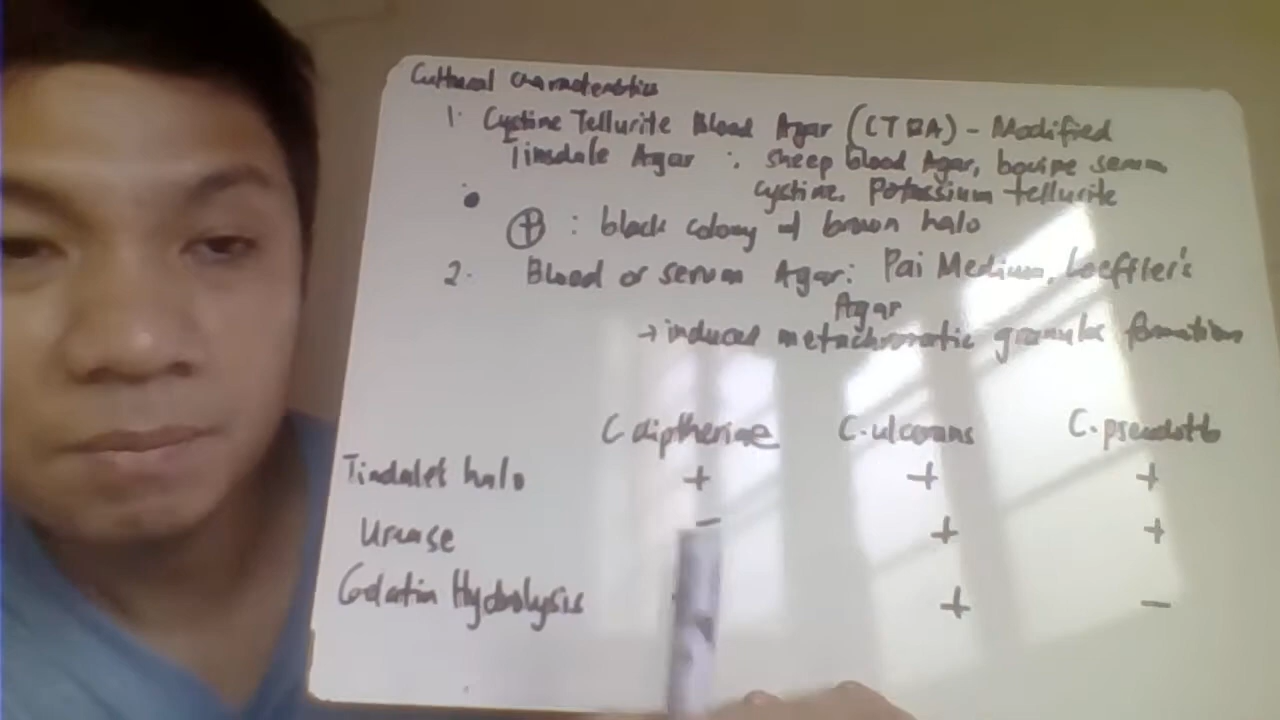 Cultural characteristics
1. Cystine Tellurite Blood Agar (CTBA) - Modified
Tinsdale Agar : sheep blood Agar, bovine serum
cystine, Potassium tellurite
⊕ : black colony w/ brown halo
2. Blood or serum Agar: Pai Medium, Loeffler's
Agar
→ induces metachromatic granules formation
C. diptheriae C. ulcerans C. pseudotb
Tindalet halo + + +
Urease - + +
Gelatin Hydrolysis + -